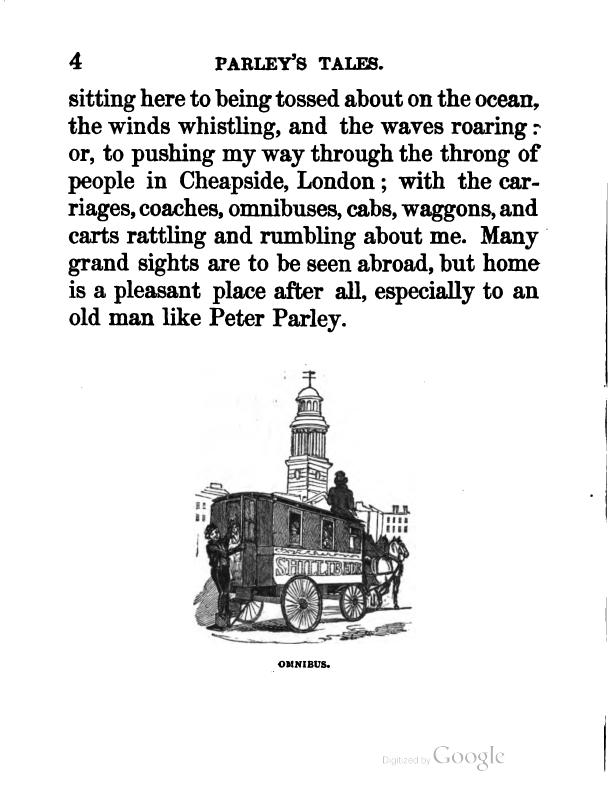 4 PARLEY'S TALES.
sitting here to being tossed about on the ocean,
the winds whistling, and the waves roaring :
or, to pushing my way through the throng of
people in Cheapside, London ; with the car-
riages, coaches, omnibuses, cabs, waggons, and
carts rattling and rumbling about me. Many
grand sights are to be seen abroad, but home
is a pleasant place after all, especially to an
old man like Peter Parley.
SHILLIBEER
OMNIBUS.
Digitized by Google